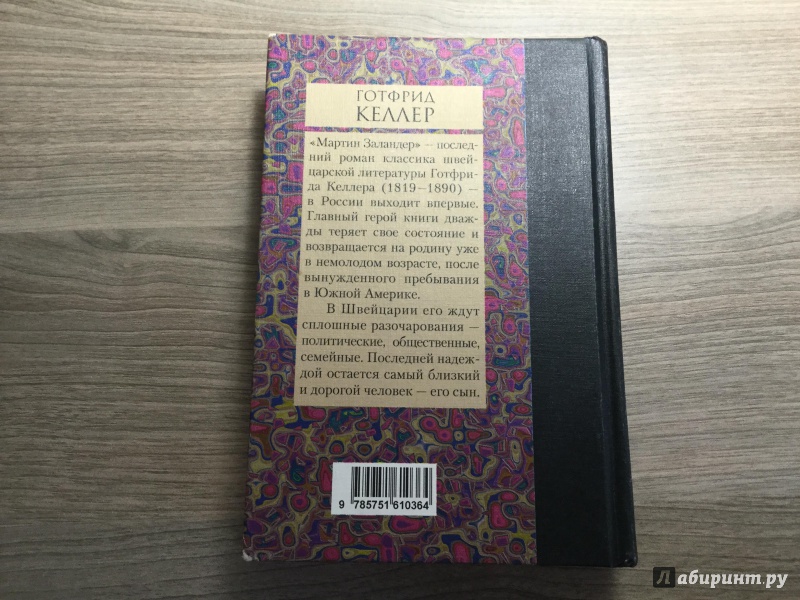 ГОТФРИД
КЕЛЛЕР
«Мартин Заландер» — послед-
ний роман классика швей-
царской литературы Готфри-
да Келлера (1819—1890) —
в России выходит впервые.
Главный герой книги дваж-
ды теряет свое состояние и
возвращается на родину уже
в немолодом возрасте, после
вынужденного пребывания
в Южной Америке.
В Швейцарии его ждут
сплошные разочарования —
политические, общественные,
семейные. Последней надеж-
дой остается самый близкий
и дорогой человек — его сын.
9 785751 610364
Лабиринт.ру